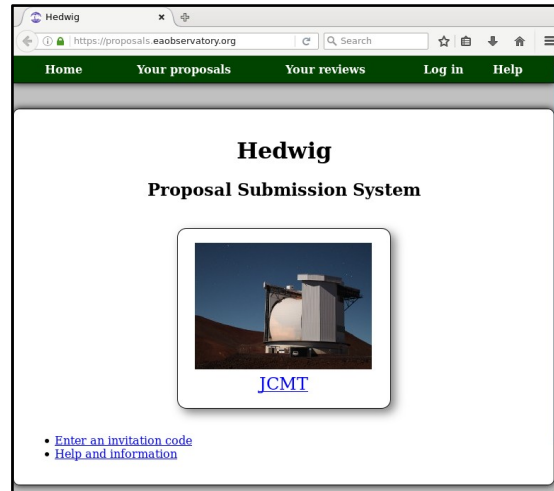 Hedwig
https://proposals.eaobservatory.org
Search
Home Your proposals Your reviews Log in Help
Hedwig
Proposal Submission System
JCMT
Enter an invitation code
Help and information